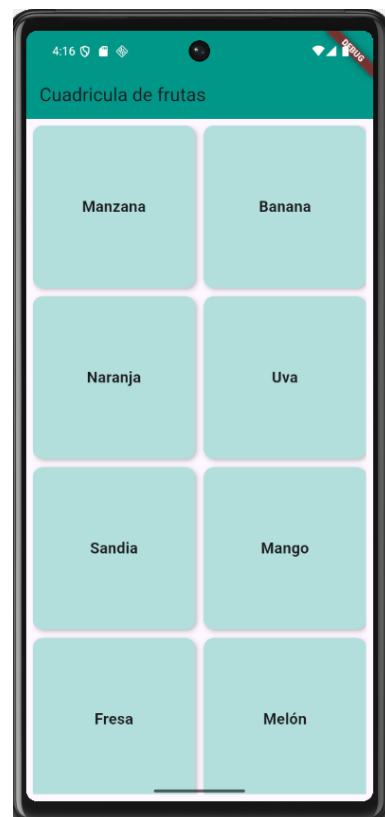 4:16
DEBUG
Cuadricula de frutas
Manzana
Banana
Naranja
Uva
Sandia
Mango
Fresa
Melón